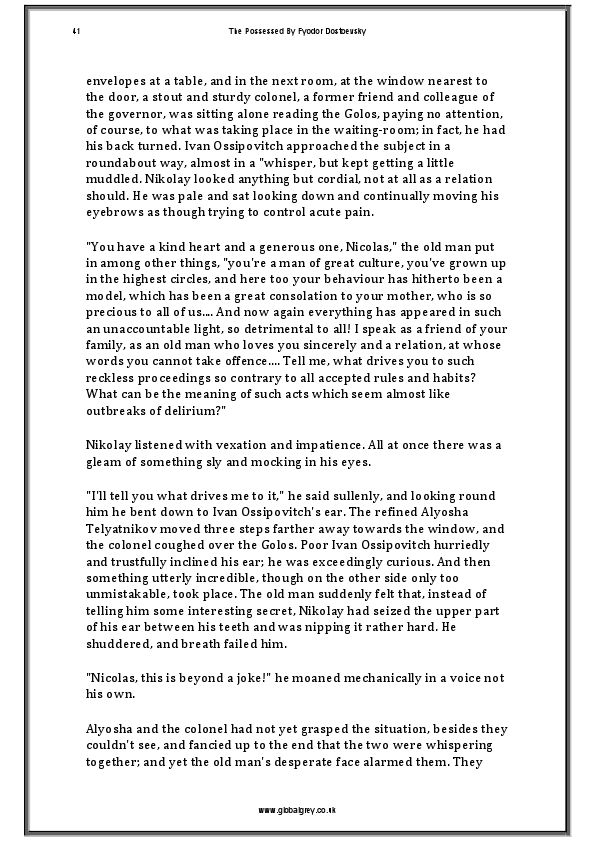 41
The Possessed By Fyodor Dostoevsky
envelopes at a table, and in the next room, at the window nearest to
the door, a stout and sturdy colonel, a former friend and colleague of
the governor, was sitting alone reading the Golos, paying no attention,
of course, to what was taking place in the waiting-room; in fact, he had
his back turned. Ivan Ossipovitch approached the subject in a
roundabout way, almost in a "whisper, but kept getting a little
muddled. Nikolay looked anything but cordial, not at all as a relation
should. He was pale and sat looking down and continually moving his
eyebrows as though trying to control acute pain.
"You have a kind heart and a generous one, Nicolas," the old man put
in among other things, "you're a man of great culture, you've grown up
in the highest circles, and here too your behaviour has hitherto been a
model, which has been a great consolation to your mother, who is so
precious to all of us.... And now again everything has appeared in such
an unaccountable light, so detrimental to all! I speak as a friend of your
family, as an old man who loves you sincerely and a relation, at whose
words you cannot take offence.... Tell me, what drives you to such
reckless proceedings so contrary to all accepted rules and habits?
What can be the meaning of such acts which seem almost like
outbreaks of delirium?"
Nikolay listened with vexation and impatience. All at once there was a
gleam of something sly and mocking in his eyes.
"I'll tell you what drives me to it," he said sullenly, and looking round
him he bent down to Ivan Ossipovitch's ear. The refined Alyosha
Telyatnikov moved three steps farther away towards the window, and
the colonel coughed over the Golos. Poor Ivan Ossipovitch hurriedly
and trustfully inclined his ear; he was exceedingly curious. And then
something utterly incredible, though on the other side only too
unmistakable, took place. The old man suddenly felt that, instead of
telling him some interesting secret, Nikolay had seized the upper part
of his ear between his teeth and was nipping it rather hard. He
shuddered, and breath failed him.
"Nicolas, this is beyond a joke!" he moaned mechanically in a voice not
his own.
Alyosha and the colonel had not yet grasped the situation, besides they
couldn't see, and fancied up to the end that the two were whispering
together; and yet the old man's desperate face alarmed them. They
www.globalgrey.co.uk